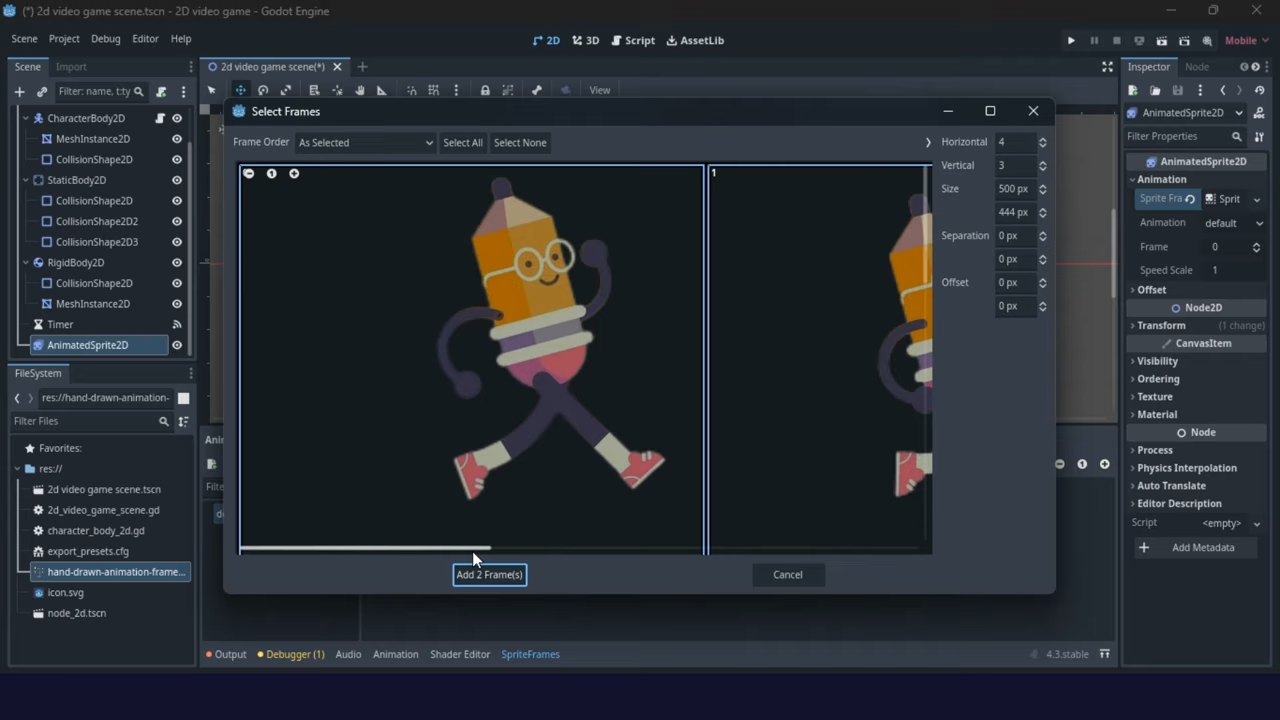 (*) 2d video game scene.tscn - 2D video game - Godot Engine
Scene Project Debug Editor Help
2D 3D Script AssetLib
Mobile
Scene Import
2d video game scene(*)
Inspector Node
Filter: name, t:ty
View
CharacterBody2D
MeshInstance2D
CollisionShape2D
StaticBody2D
CollisionShape2D
CollisionShape2D2
CollisionShape2D3
RigidBody2D
CollisionShape2D
MeshInstance2D
Timer
AnimatedSprite2D
FileSystem
res://hand-drawn-animation-
Filter Files
Favorites:
res://
2d video game scene.tscn
2d_video_game_scene.gd
character_body_2d.gd
export_presets.cfg
hand-drawn-animation-frame...
icon.svg
node_2d.tscn
Select Frames
Frame Order As Selected Select All Select None
1
1
Horizontal 4
Vertical 3
Size 500 px
444 px
Separation 0 px
0 px
Offset 0 px
0 px
Add 2 Frame(s) Cancel
Ani
Filte
de
Output Debugger (1) Audio Animation Shader Editor SpriteFrames
4.3.stable
AnimatedSprite2D
Filter Properties
AnimatedSprite2D
Animation
Sprite Fra Sprit
Animation default
Frame 0
Speed Scale 1
Offset
Node2D
Transform (1 change)
CanvasItem
Visibility
Ordering
Texture
Material
Node
Process
Physics Interpolation
Auto Translate
Editor Description
Script <empty>
Add Metadata